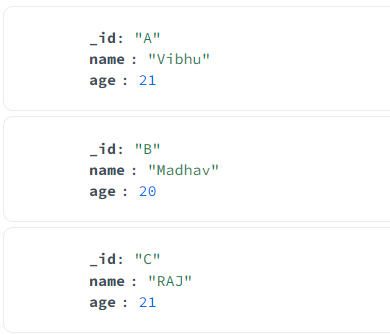 _id: "A"
name : "Vibhu"
age : 21
_id: "B"
name : "Madhav"
age : 20
_id: "C"
name : "RAJ"
age : 21